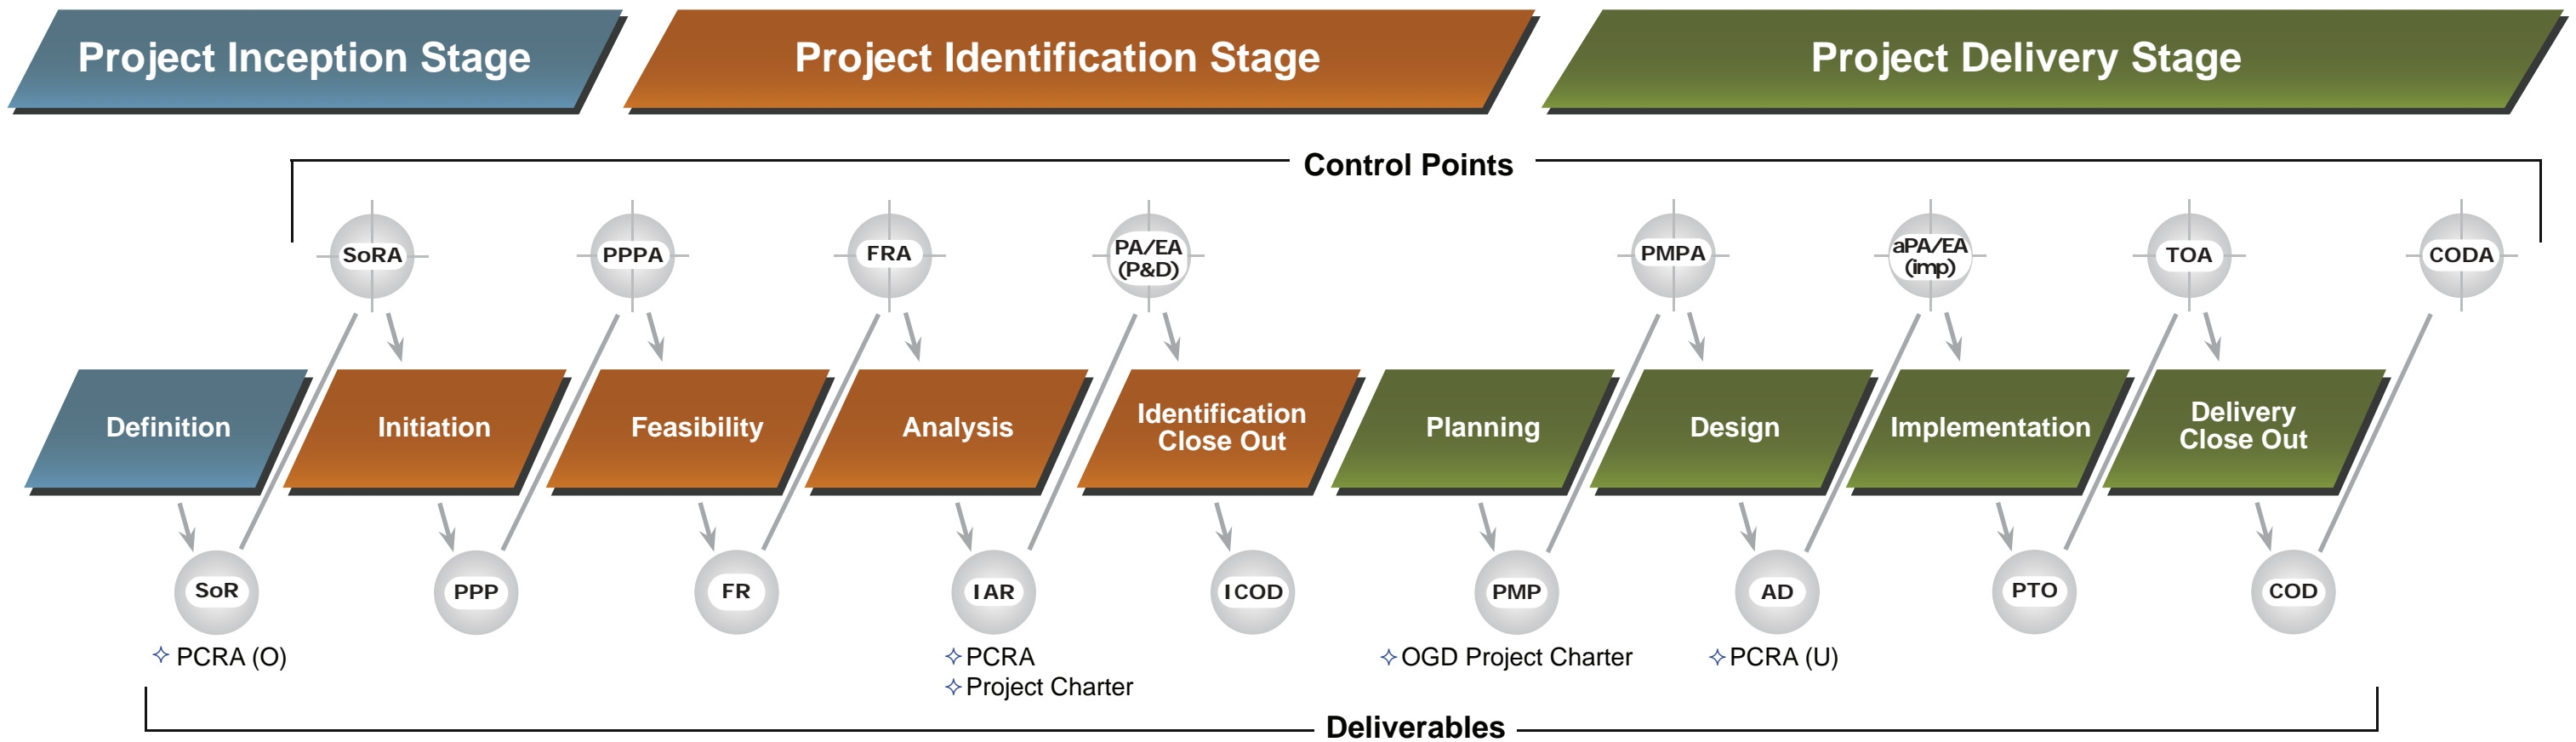 Project Inception Stage
Project Identification Stage
Project Delivery Stage
Control Points
SoRA
PPPA
FRA
PA/EA
(P&D)
PMPA
aPA/EA
(imp)
TOA
CODA
Definition
Initiation
Feasibility
Analysis
Identification
Close Out
Planning
Design
Implementation
Delivery
Close Out
SoR
PPP
FR
IAR
ICOD
PMP
AD
PTO
COD
PCRA (O)
PCRA
Project Charter
OGD Project Charter
PCRA (U)
Deliverables